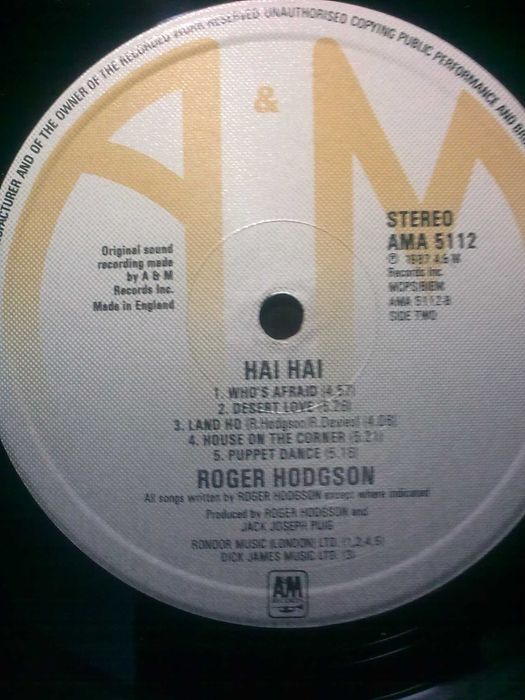 MANUFACTURER AND OF THE OWNER OF THE RECORDED WORK RESERVED UNAUTHORISED COPYING PUBLIC PERFORMANCE AND
A & M
STEREO
AMA 5112
Original sound
recording made
by A & M
Records Inc.
Made in England
℗ 1987 A & M
Records Inc.
MCPS/BIEM
AMA 5112-B
SIDE TWO
HAI HAI
1. WHO'S AFRAID (4.57)
2. DESERT LOVE (5.26)
3. LAND HO (R.Hodgson/R.Davies) (4.06)
4. HOUSE ON THE CORNER (5.21)
5. PUPPET DANCE (5.16)
ROGER HODGSON
All songs written by ROGER HODGSON except where indicated
Produced by ROGER HODGSON and
JACK JOSEPH PUIG
RONDOR MUSIC (LONDON) LTD. (1,2,4,5)
DICK JAMES MUSIC LTD. (3)
A&M
RECORDS